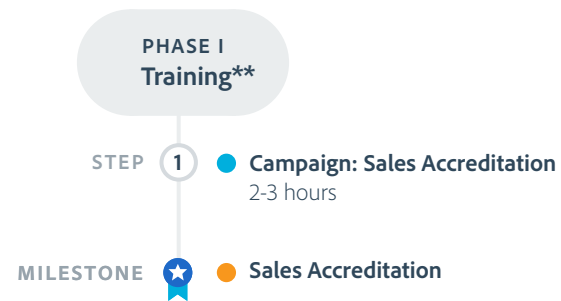 PHASE I
Training**
STEP 1 Campaign: Sales Accreditation
2-3 hours
MILESTONE Sales Accreditation